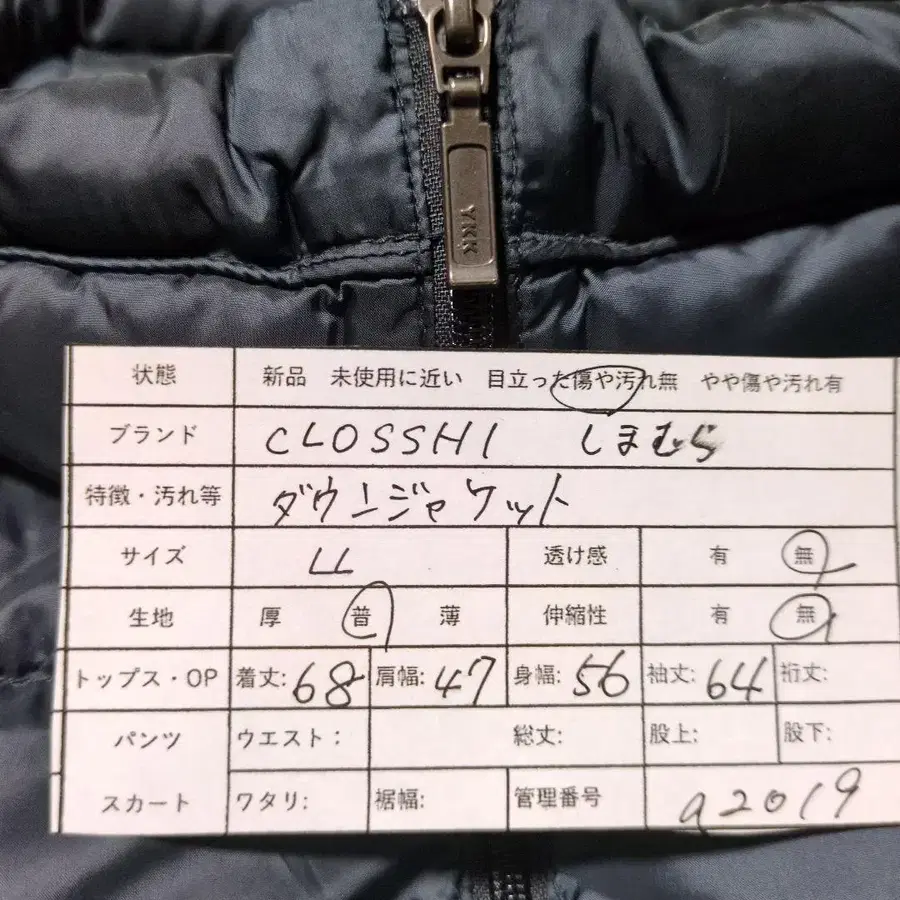 YKK
状態 新品 未使用に近い 目立った傷や汚れ無 やや傷や汚れ有
ブランド CLOSSHI しまむら
特徴・汚れ等 ダウンジャケット
サイズ LL 透け感 有 無
生地 厚 普 薄 伸縮性 有 無
トップス・OP 着丈:68 肩幅:47 身幅:56 袖丈:64 裄丈:
パンツ ウエスト: 総丈: 股上: 股下:
スカート ワタリ: 裾幅: 管理番号 a2019